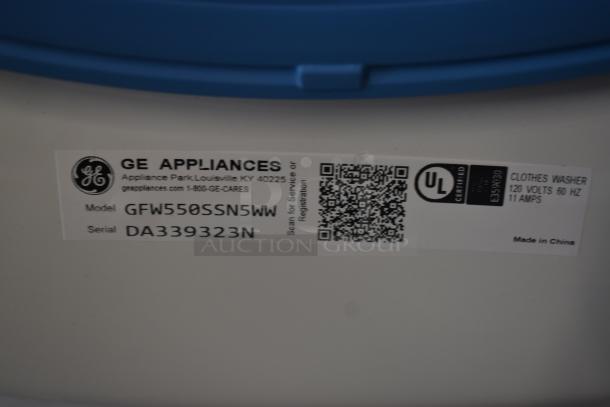 GE APPLIANCES
Appliance Park,Louisville KY 40225
geappliances.com 1-800-GE-CARES
Model GFW550SSN5WW
Serial DA339323N
Scan for Service or
Registration
UL
CERTIFIED
CLOTHES WASHER
120 VOLTS 60 HZ
11 AMPS
Made in China
AUCTION GROUP